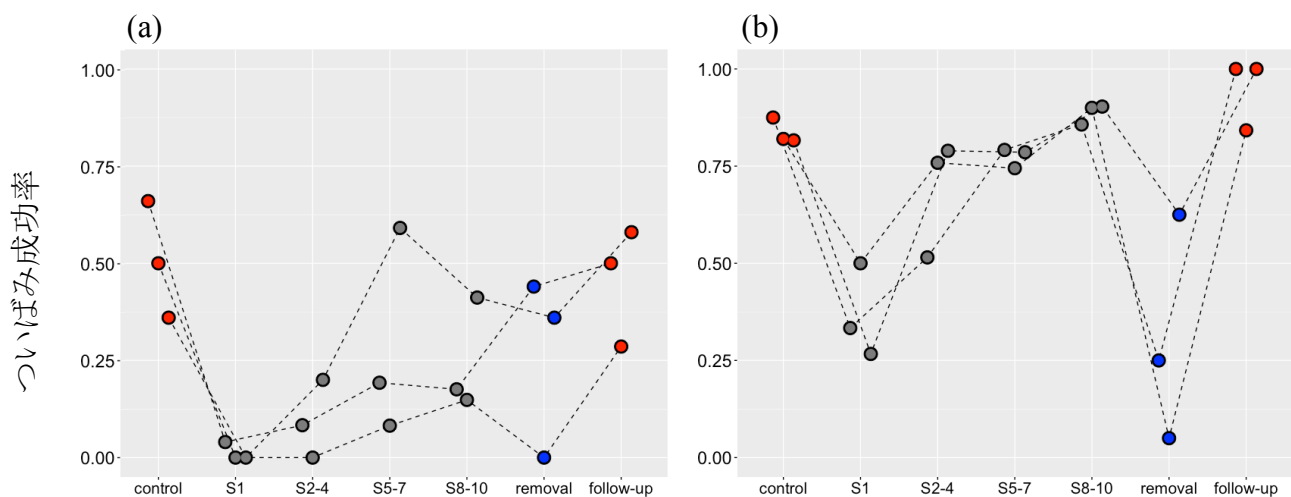 (a)
(b)
ついばみ成功率
1.00
0.75
0.50
0.25
0.00
control S1 S2-4 S5-7 S8-10 removal follow-up
1.00
0.75
0.50
0.25
0.00
control S1 S2-4 S5-7 S8-10 removal follow-up